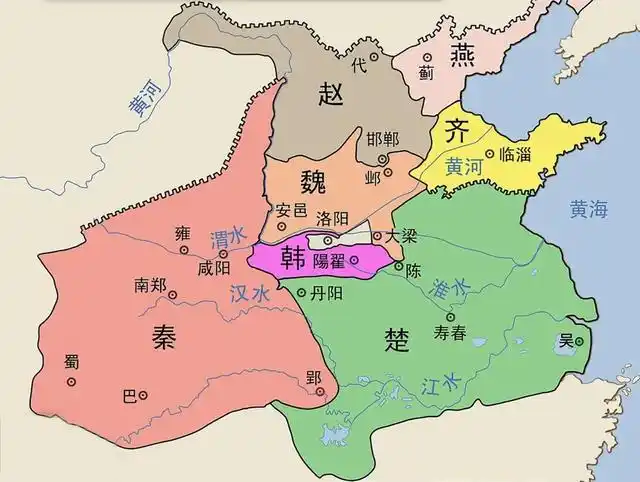 燕
代
蓟
赵
黄河
齐
邯郸
临淄
黄河
邺
魏
黄海
安邑
洛阳
雍
渭水
大梁
韩
陽翟
咸阳
陈
南郑
汉水
丹阳
淮水
秦
楚
寿春
吴
蜀
郢
江水
巴